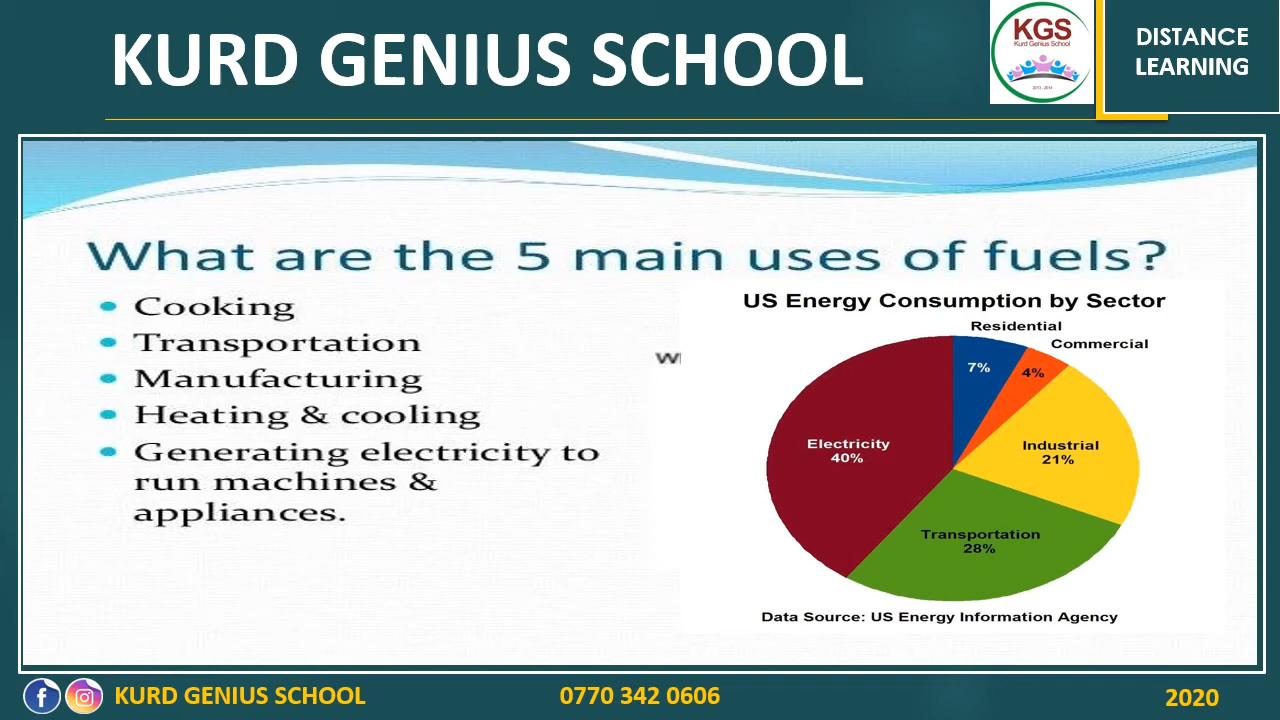 KURD GENIUS SCHOOL
KGS
Kurd Genius School
DISTANCE
LEARNING
What are the 5 main uses of fuels?
• Cooking
• Transportation
• Manufacturing
• Heating & cooling
• Generating electricity to
run machines &
appliances.
US Energy Consumption by Sector
Residential
Commercial
7%
4%
Electricity
40%
Industrial
21%
Transportation
28%
Data Source: US Energy Information Agency
KURD GENIUS SCHOOL
0770 342 0606
2020